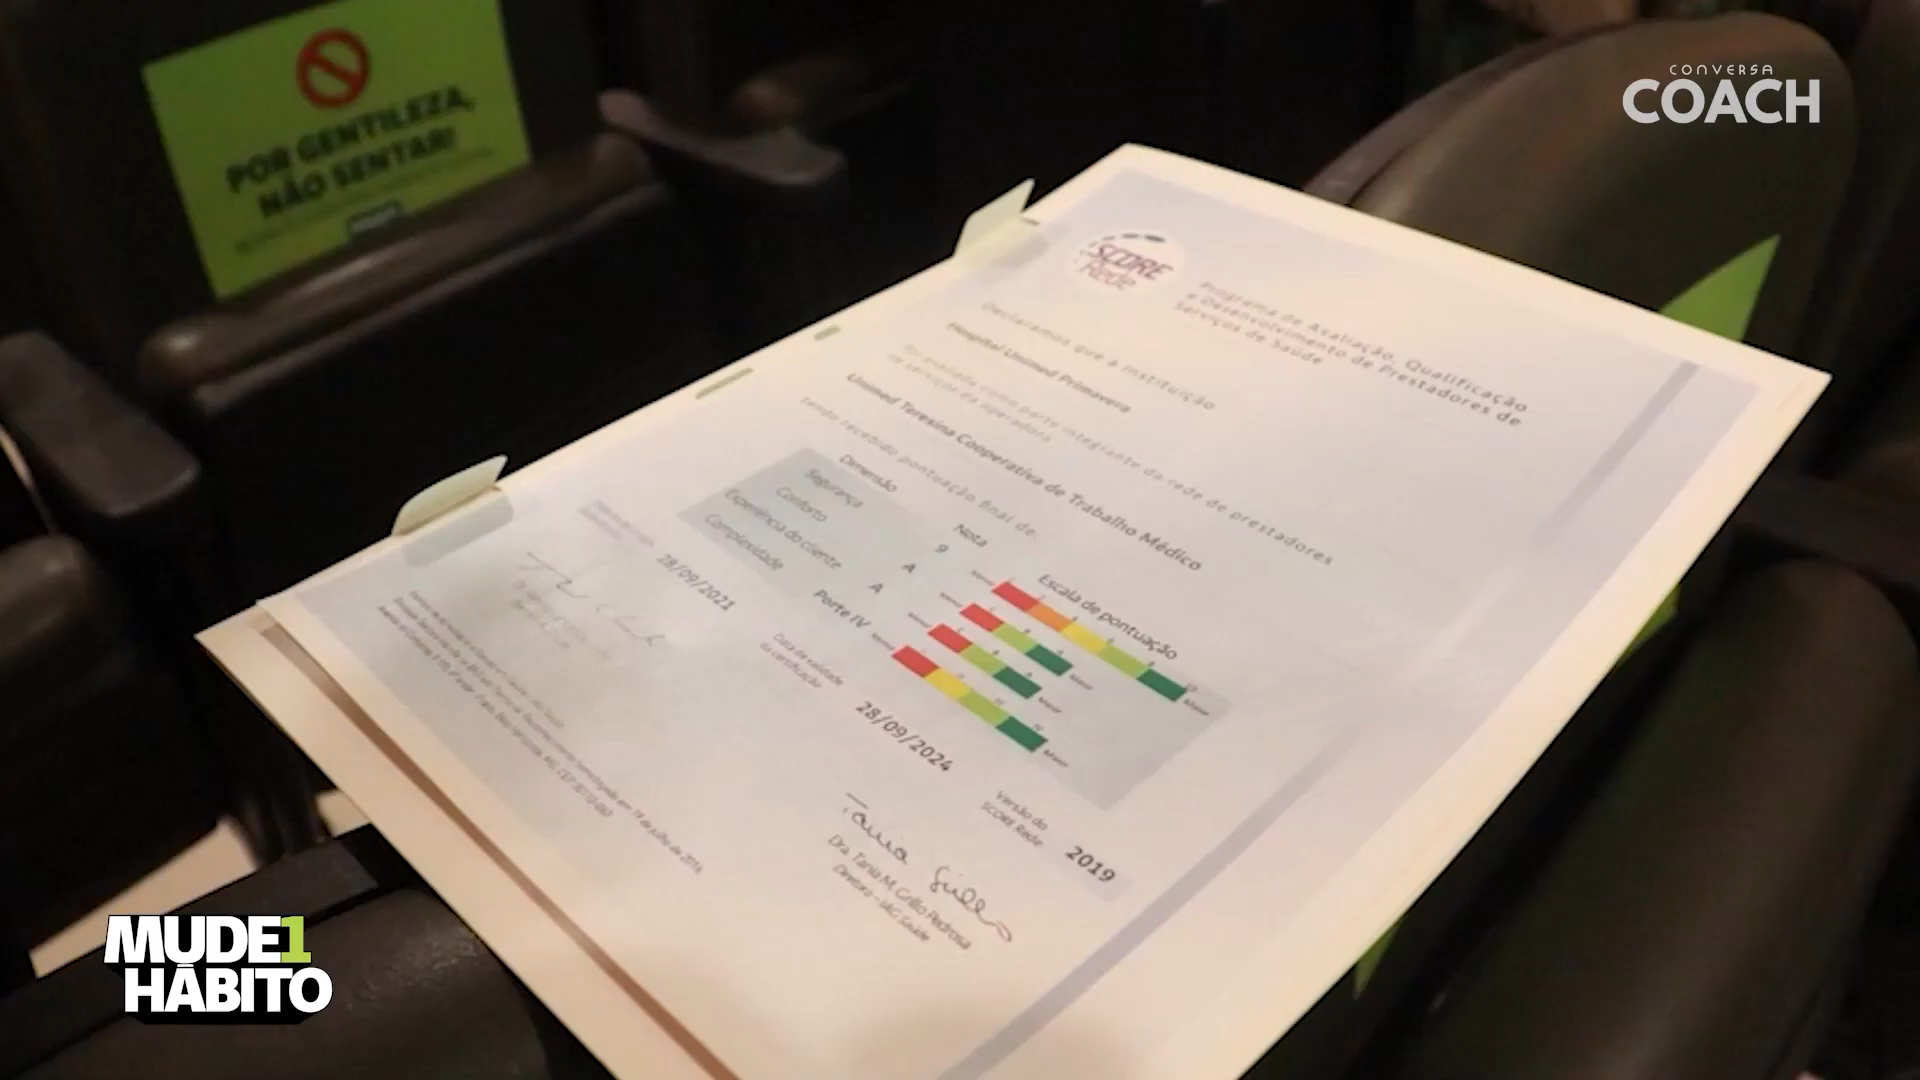 CONVERSA
COACH
POR GENTILEZA,
NÃO SENTAR!
SCORE
Rede
Programa de Avaliação, Qualificação
e Desenvolvimento de Prestadores de
Serviços de Saúde
Declaramos que a instituição
Hospital Unimed Primavera
foi avaliada como parte integrante da rede de prestadores
de serviços da operadora
Unimed Teresina Cooperativa de Trabalho Médico
tendo recebido pontuação final de:
Dimensão Nota Escala de pontuação
Segurança 9
Conforto A
Experiência do cliente A
Complexidade Porte IV
28/09/2021
Data de validade
da certificação
28/09/2024
Versão do
SCORE Rede
2019
Dra. Tania M. Grillo Pedrosa
Diretora - IAG Saúde
MUDE1
HÁBITO